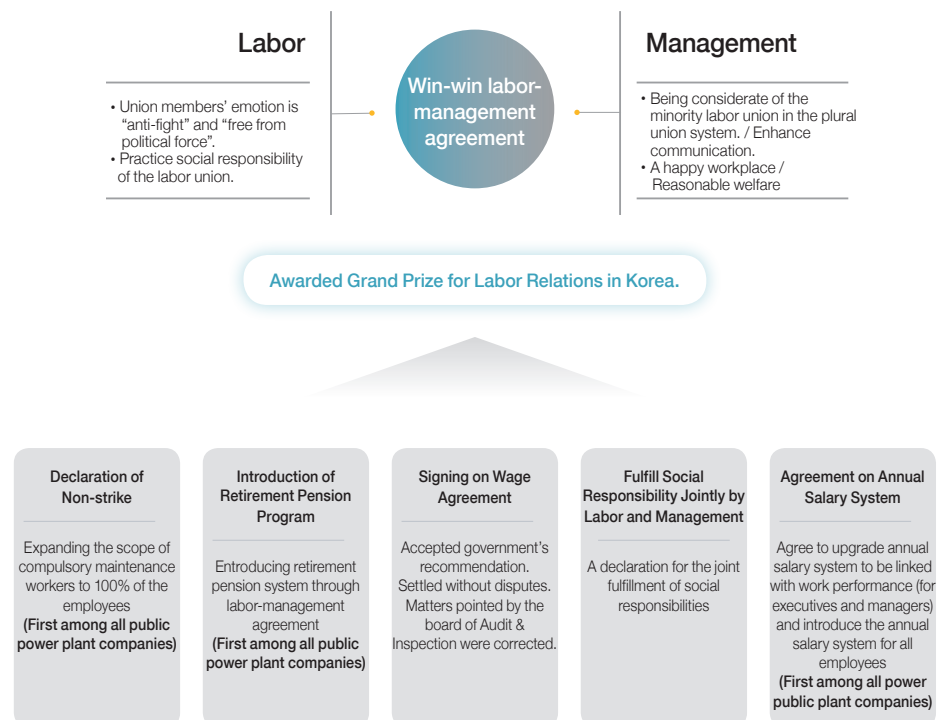 Labor
• Union members' emotion is
“anti-fight” and “free from
political force”.
• Practice social responsibility
of the labor union.
Win-win labor-
management
agreement
Management
• Being considerate of the
minority labor union in the plural
union system. / Enhance
communication.
• A happy workplace /
Reasonable welfare
Awarded Grand Prize for Labor Relations in Korea.
Declaration of
Non-strike
Expanding the scope of
compulsory maintenance
workers to 100% of the
employees
(First among all public
power plant companies)
Introduction of
Retirement Pension
Program
Entroducing retirement
pension system through
labor-management
agreement
(First among all public
power plant companies)
Signing on Wage
Agreement
Accepted government's
recommendation.
Settled without disputes.
Matters pointed by the
board of Audit &
Inspection were corrected.
Fulfill Social
Responsibility Jointly by
Labor and Management
A declaration for the joint
fulfillment of social
responsibilities
Agreement on Annual
Salary System
Agree to upgrade annual
salary system to be linked
with work performance (for
executives and managers)
and introduce the annual
salary system for all
employees
(First among all power
public plant companies)